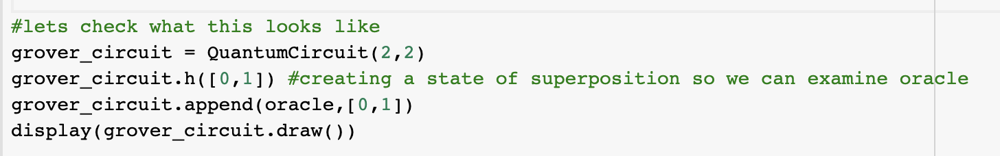 #lets check what this looks like
grover_circuit = QuantumCircuit(2,2)
grover_circuit.h([0,1]) #creating a state of superposition so we can examine oracle
grover_circuit.append(oracle,[0,1])
display(grover_circuit.draw())